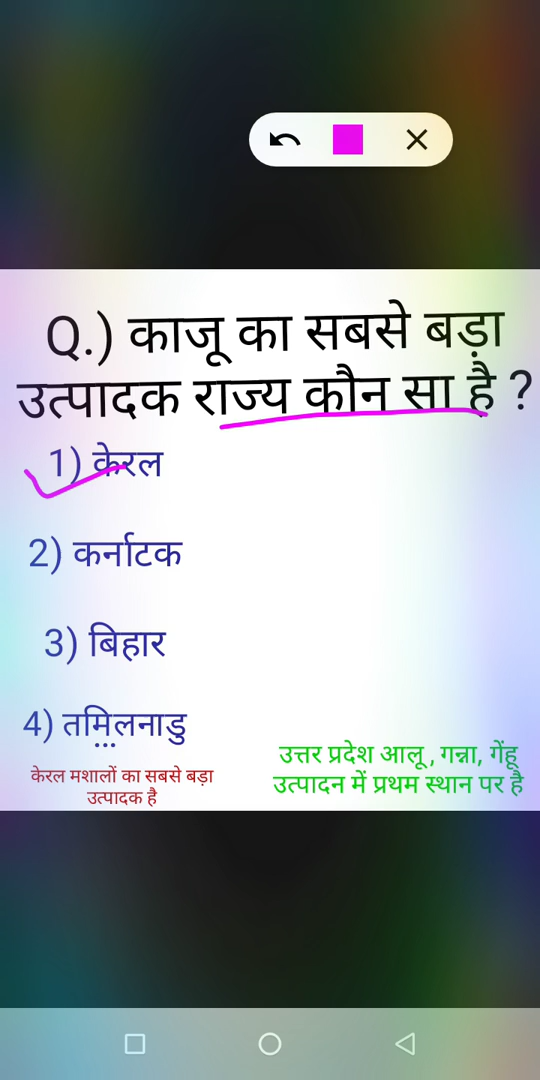 Q.) काजू का सबसे बड़ा
उत्पादक राज्य कौन सा है ?
1) केरल
2) कर्नाटक
3) बिहार
4) तमिलनाडु
केरल मशालों का सबसे बड़ा
उत्पादक है
उत्तर प्रदेश आलू , गन्ना, गेंहू
उत्पादन में प्रथम स्थान पर है